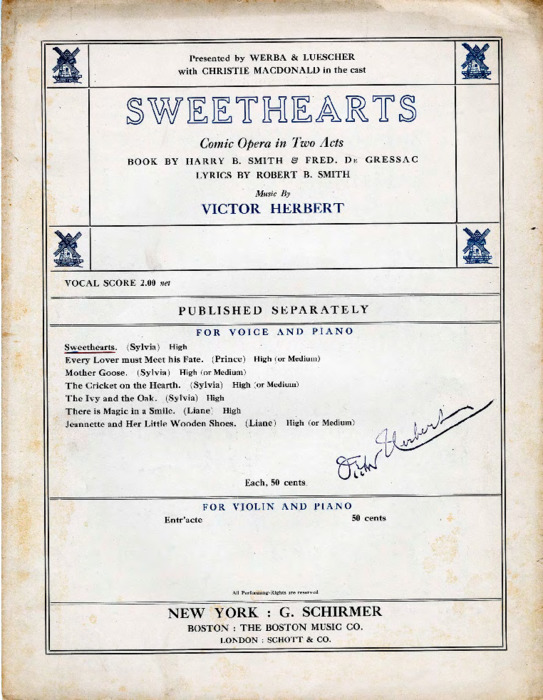 Presented by WERBA & LUESCHER
with CHRISTIE MACDONALD in the cast
SWEETHEARTS
Comic Opera in Two Acts
BOOK BY HARRY B. SMITH & FRED. DE GRESSAC
LYRICS BY ROBERT B. SMITH
Music By
VICTOR HERBERT
VOCAL SCORE 2.00 net
PUBLISHED SEPARATELY
FOR VOICE AND PIANO
Sweethearts. (Sylvia) High
Every Lover must Meet his Fate. (Prince) High (or Medium)
Mother Goose. (Sylvia) High (or Medium)
The Cricket on the Hearth. (Sylvia) High (or Medium)
The Ivy and the Oak. (Sylvia) High
There is Magic in a Smile. (Liane) High
Jeannette and Her Little Wooden Shoes. (Liane) High (or Medium)
Victor Herbert
Each, 50 cents
FOR VIOLIN AND PIANO
Entr'acte 50 cents
All Performing-Rights are reserved
NEW YORK : G. SCHIRMER
BOSTON : THE BOSTON MUSIC CO.
LONDON : SCHOTT & CO.